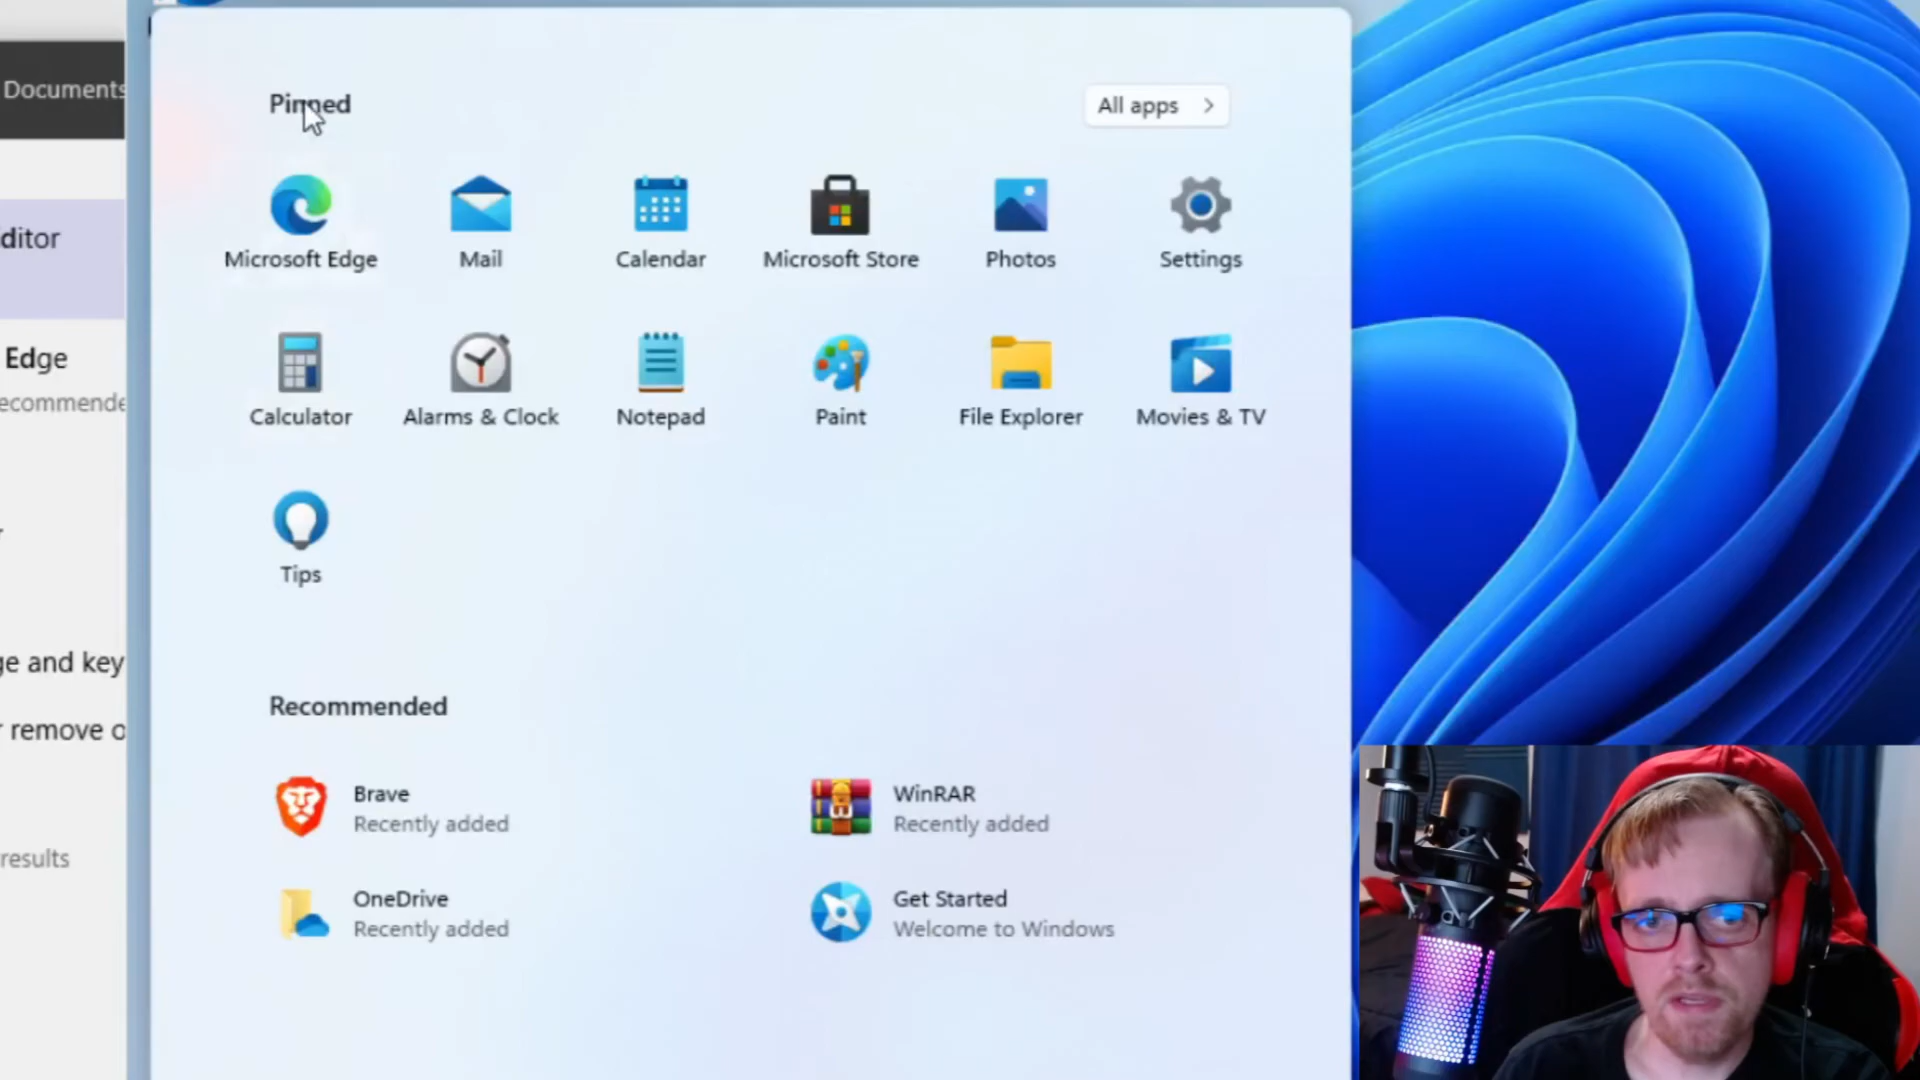 Documents
ditor
Edge
ecommende
ge and key
r remove o
results
Pinned
All apps
Microsoft Edge
Mail
Calendar
Microsoft Store
Photos
Settings
Calculator
Alarms & Clock
Notepad
Paint
File Explorer
Movies & TV
Tips
Recommended
Brave
Recently added
WinRAR
Recently added
OneDrive
Recently added
Get Started
Welcome to Windows